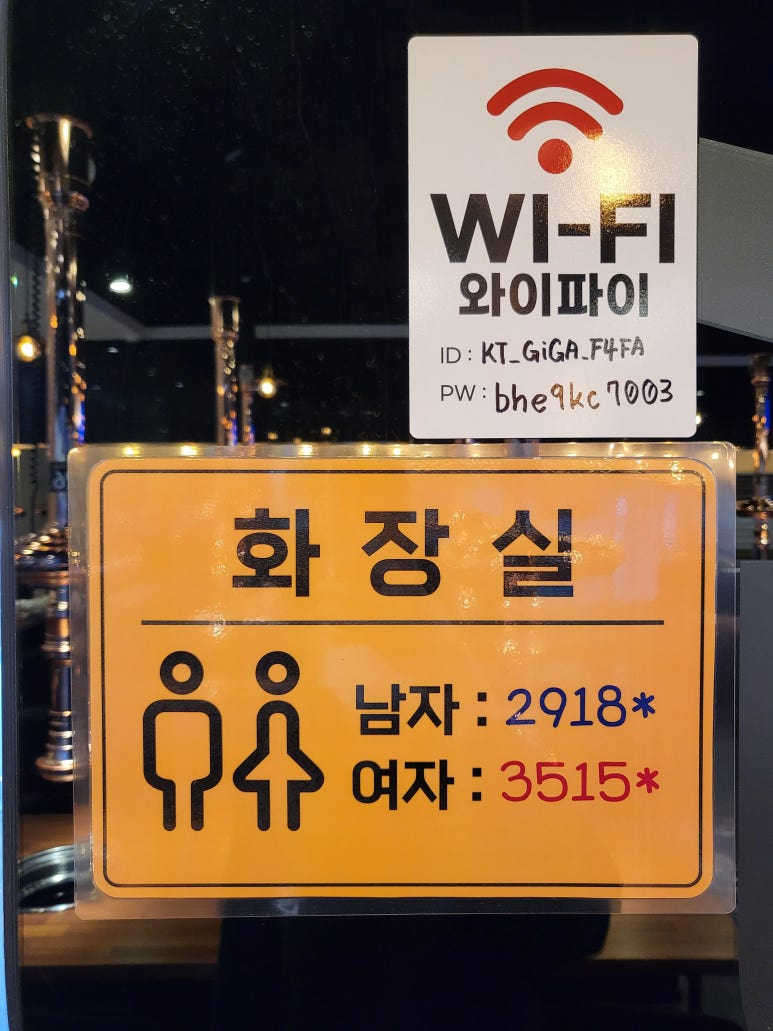 WI-FI
와이파이
ID : KT_GiGA_F4FA
PW : bhe9kc7003
화장실
남자 : 2918*
여자 : 3515*